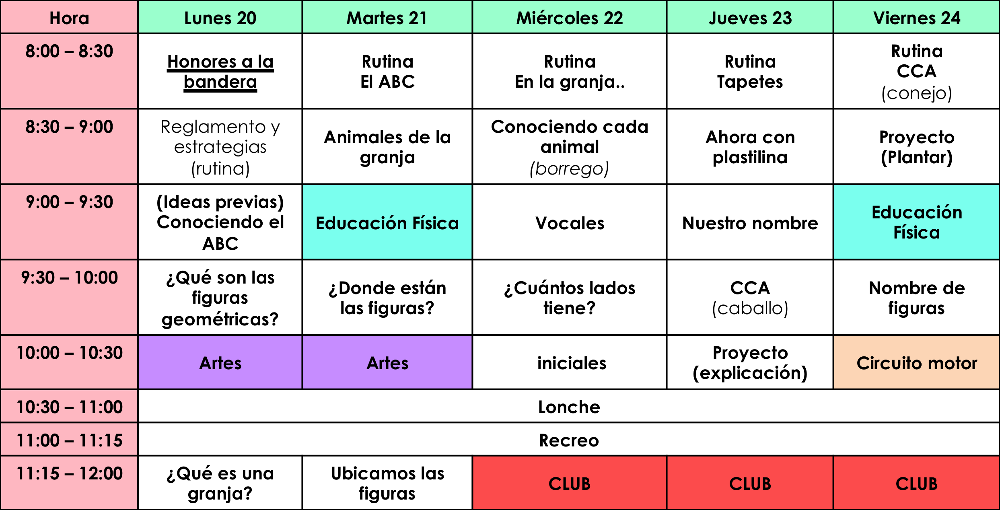 Hora
Lunes 20
Martes 21
Miércoles 22
Jueves 23
Viernes 24
8:00 – 8:30
Honores a la
bandera
Rutina
El ABC
Rutina
En la granja..
Rutina
Tapetes
Rutina
CCA
(conejo)
8:30 – 9:00
Reglamento y
estrategias
(rutina)
Animales de la
granja
Conociendo cada
animal
(borrego)
Ahora con
plastilina
Proyecto
(Plantar)
9:00 – 9:30
(Ideas previas)
Conociendo el
ABC
Educación Física
Vocales
Nuestro nombre
Educación
Física
9:30 – 10:00
¿Qué son las
figuras
geométricas?
¿Donde están
las figuras?
¿Cuántos lados
tiene?
CCA
(caballo)
Nombre de
figuras
10:00 – 10:30
Artes
Artes
iniciales
Proyecto
(explicación)
Circuito motor
10:30 – 11:00
Lonche
11:00 – 11:15
Recreo
11:15 – 12:00
¿Qué es una
granja?
Ubicamos las
figuras
CLUB
CLUB
CLUB